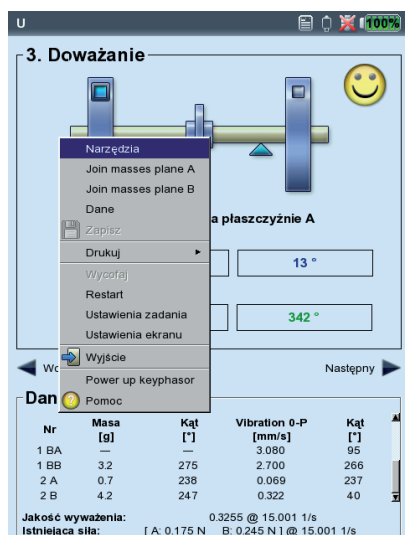 U 100%
3. Doważanie
Narzędzia
Join masses plane A
Join masses plane B
Dane
a płaszczyźnie A
Zapisz
Drukuj
13 °
Wycofaj
Restart
Ustawienia zadania
342 °
Ustawienia ekranu
Wyjście
Następny
Power up keyphasor
Dan
Pomoc
Nr Masa [g] Kąt [°] Vibration 0-P [mm/s] Kąt [°]
1 BA — — 3.080 95
1 BB 3.2 275 2.700 266
2 A 0.7 238 0.069 237
2 B 4.2 247 0.322 40
Jakość wyważenia: 0.3255 @ 15.001 1/s
Istniejąca siła: [ A: 0.175 N B: 0.245 N ] @ 15.001 1/s